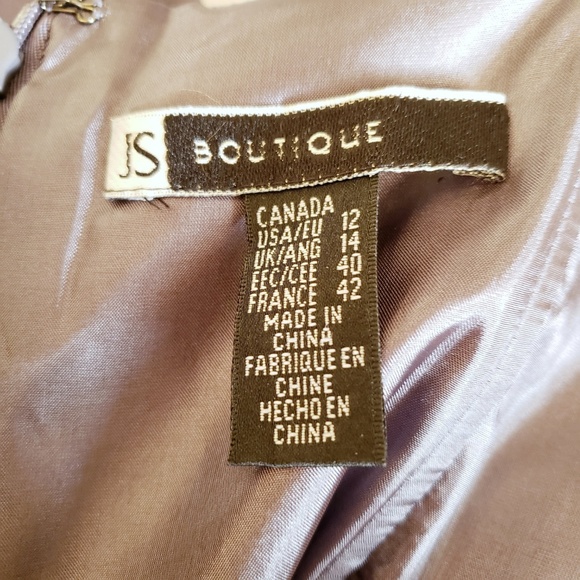 JS BOUTIQUE
CANADA
USA/EU 12
UK/ANG 14
EEC/CEE 40
FRANCE 42
MADE IN
CHINA
FABRIQUE EN
CHINE
HECHO EN
CHINA